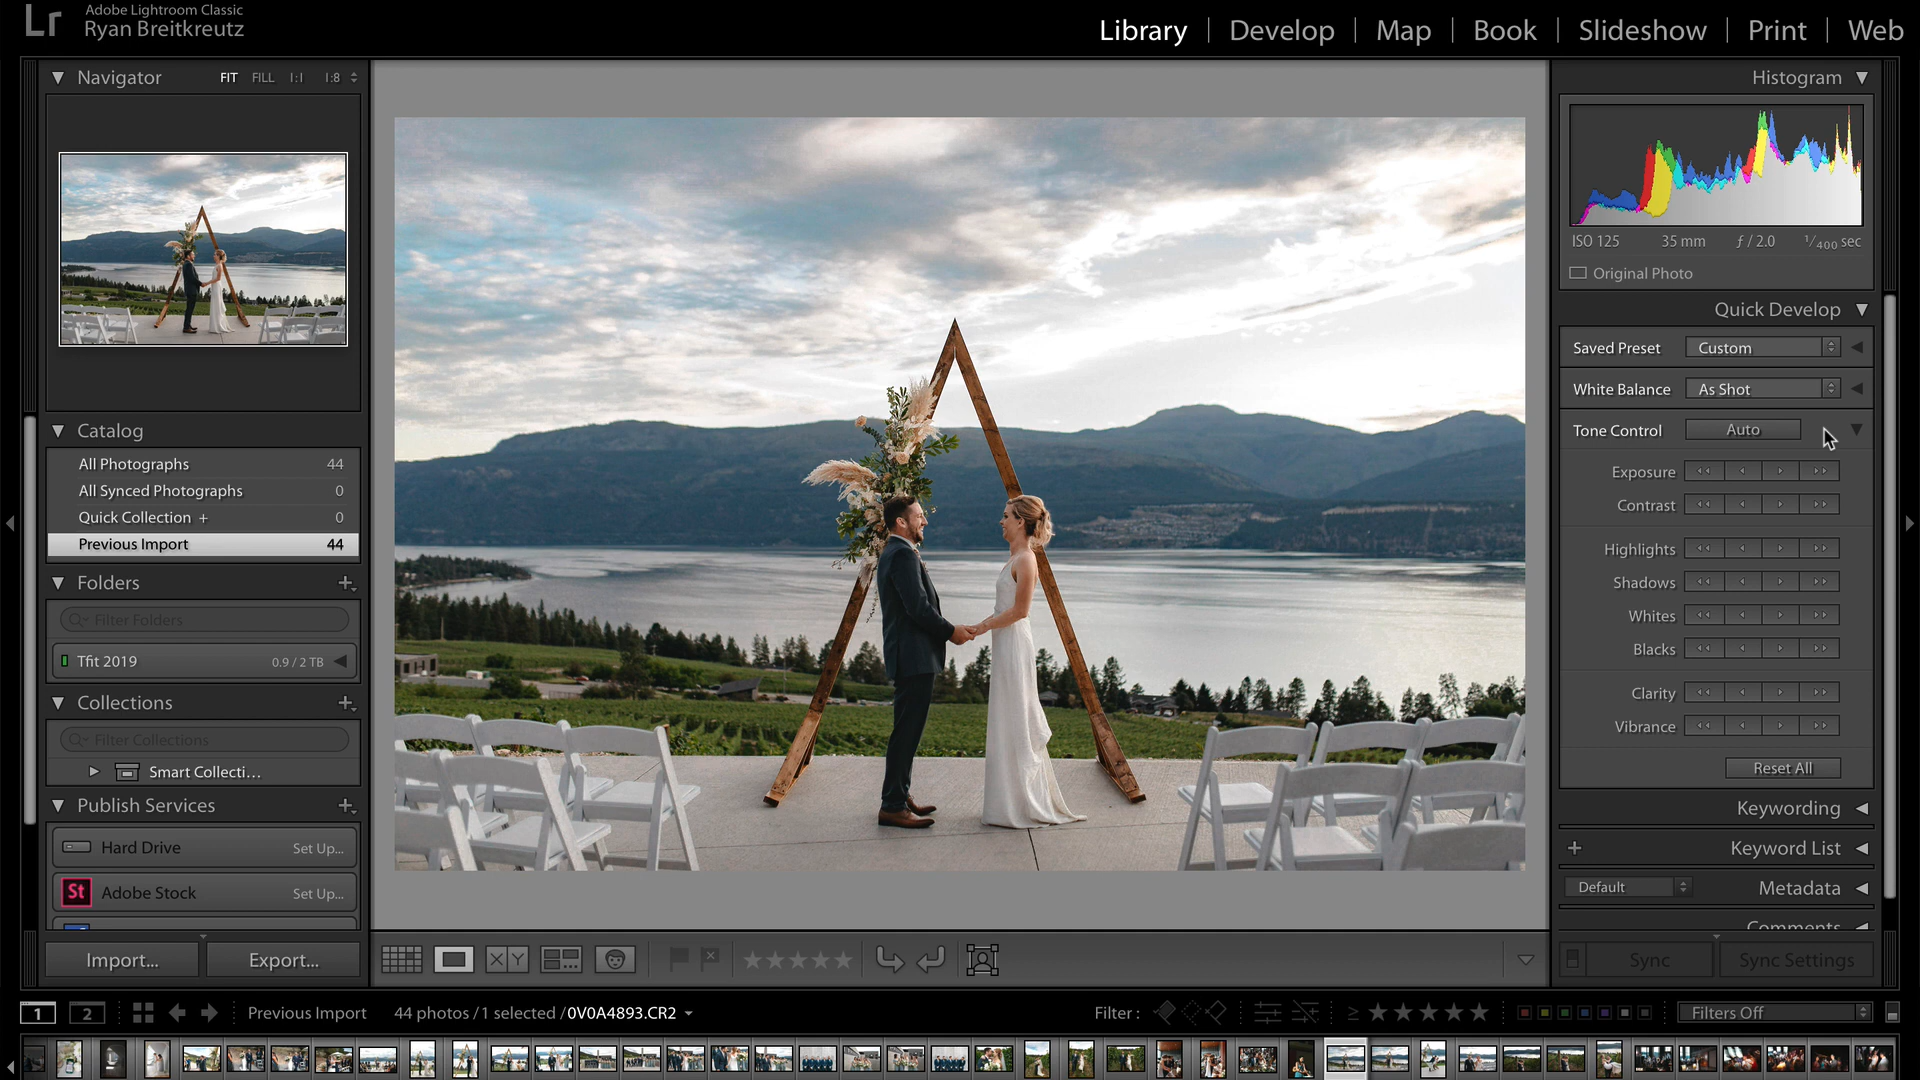 Lr
Adobe Lightroom Classic
Ryan Breitkreutz
Library | Develop | Map | Book | Slideshow | Print | Web
Navigator FIT FILL 1:1 1:8
Catalog
All Photographs 44
All Synced Photographs 0
Quick Collection + 0
Previous Import 44
Folders
Filter Folders
Tfit 2019 0.9 / 2 TB
Collections
Filter Collections
Smart Collecti...
Publish Services
Hard Drive Set Up...
St Adobe Stock Set Up...
Import... Export...
Histogram
ISO 125 35 mm ƒ / 2.0 1/400 sec
Original Photo
Quick Develop
Saved Preset Custom
White Balance As Shot
Tone Control Auto
Exposure
Contrast
Highlights
Shadows
Whites
Blacks
Clarity
Vibrance
Reset All
Keywording
Keyword List
Default Metadata
Comments
Sync Sync Settings
X Y
1 2 Previous Import 44 photos / 1 selected / 0V0A4893.CR2 Filter : ≥ Filters Off